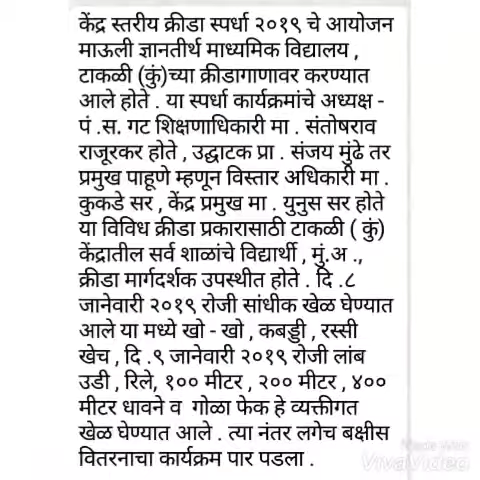 केंद्र स्तरीय क्रीडा स्पर्धा २०१९ चे आयोजन
माऊली ज्ञानतीर्थ माध्यमिक विद्यालय ,
टाकळी (कुं)च्या क्रीडागाणावर करण्यात
आले होते . या स्पर्धा कार्यक्रमांचे अध्यक्ष -
पं .स. गट शिक्षणाधिकारी मा . संतोषराव
राजूरकर होते , उद्घाटक प्रा . संजय मुंढे तर
प्रमुख पाहूणे म्हणून विस्तार अधिकारी मा .
कुकडे सर , केंद्र प्रमुख मा . युनुस सर होते
या विविध क्रीडा प्रकारासाठी टाकळी ( कुं)
केंद्रातील सर्व शाळांचे विद्यार्थी , मुं.अ .,
क्रीडा मार्गदर्शक उपस्थीत होते . दि .८
जानेवारी २०१९ रोजी सांधीक खेळ घेण्यात
आले या मध्ये खो - खो , कबड्डी , रस्सी
खेच , दि .९ जानेवारी २०१९ रोजी लांब
उडी , रिले, १०० मीटर , २०० मीटर , ४००
मीटर धावने व गोळा फेक हे व्यक्तीगत
खेळ घेण्यात आले . त्या नंतर लगेच बक्षीस
वितरनाचा कार्यक्रम पार पडला .
Made With
VivaVideo